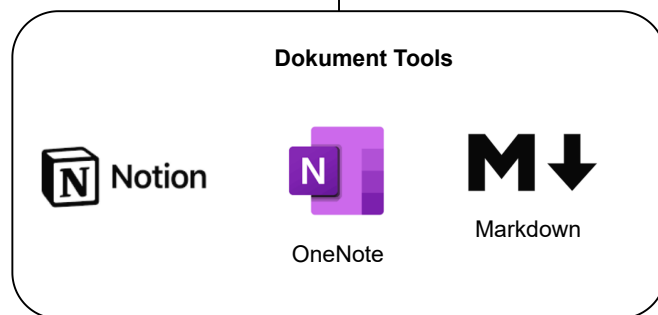 Dokument Tools
N Notion
N
M
OneNote
Markdown